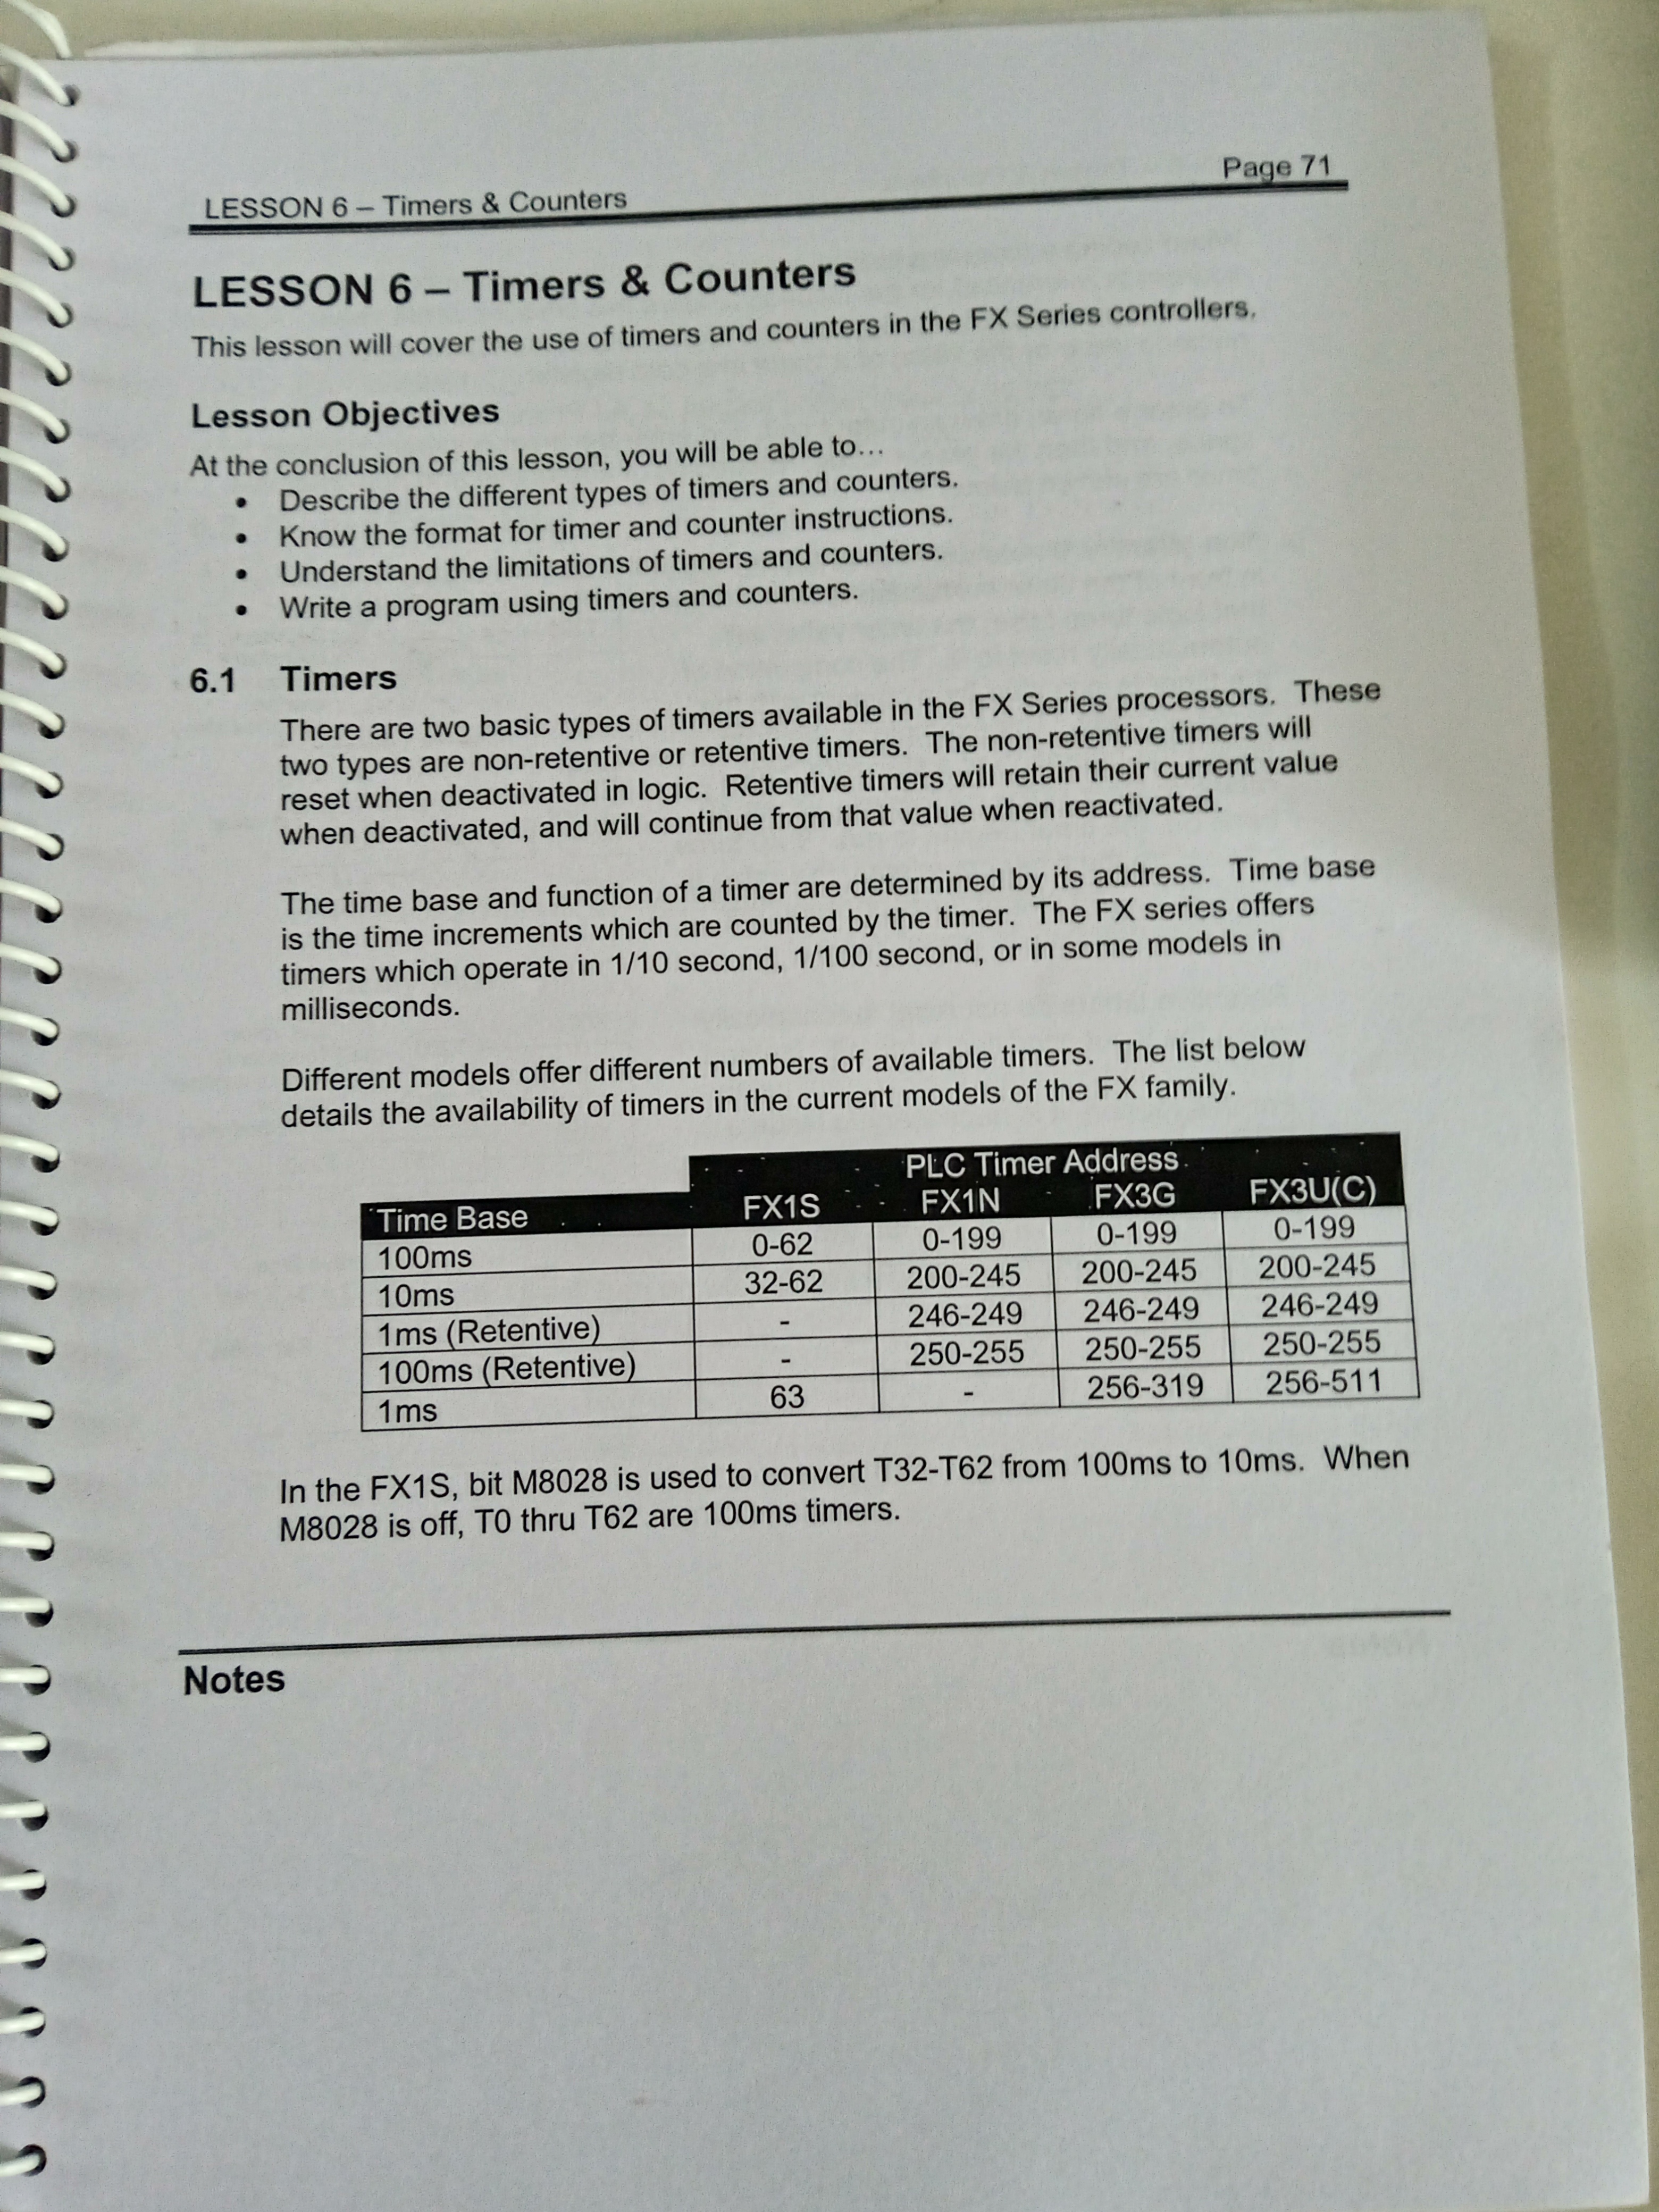 LESSON 6 – Timers & Counters Page 71
LESSON 6 – Timers & Counters
This lesson will cover the use of timers and counters in the FX Series controllers.
Lesson Objectives
At the conclusion of this lesson, you will be able to...
• Describe the different types of timers and counters.
• Know the format for timer and counter instructions.
• Understand the limitations of timers and counters.
• Write a program using timers and counters.
6.1 Timers
There are two basic types of timers available in the FX Series processors. These
two types are non-retentive or retentive timers. The non-retentive timers will
reset when deactivated in logic. Retentive timers will retain their current value
when deactivated, and will continue from that value when reactivated.
The time base and function of a timer are determined by its address. Time base
is the time increments which are counted by the timer. The FX series offers
timers which operate in 1/10 second, 1/100 second, or in some models in
milliseconds.
Different models offer different numbers of available timers. The list below
details the availability of timers in the current models of the FX family.
PLC Timer Address
Time Base FX1S FX1N FX3G FX3U(C)
100ms 0-62 0-199 0-199 0-199
10ms 32-62 200-245 200-245 200-245
1ms (Retentive) - 246-249 246-249 246-249
100ms (Retentive) - 250-255 250-255 250-255
1ms 63 - 256-319 256-511
In the FX1S, bit M8028 is used to convert T32-T62 from 100ms to 10ms. When
M8028 is off, T0 thru T62 are 100ms timers.
Notes